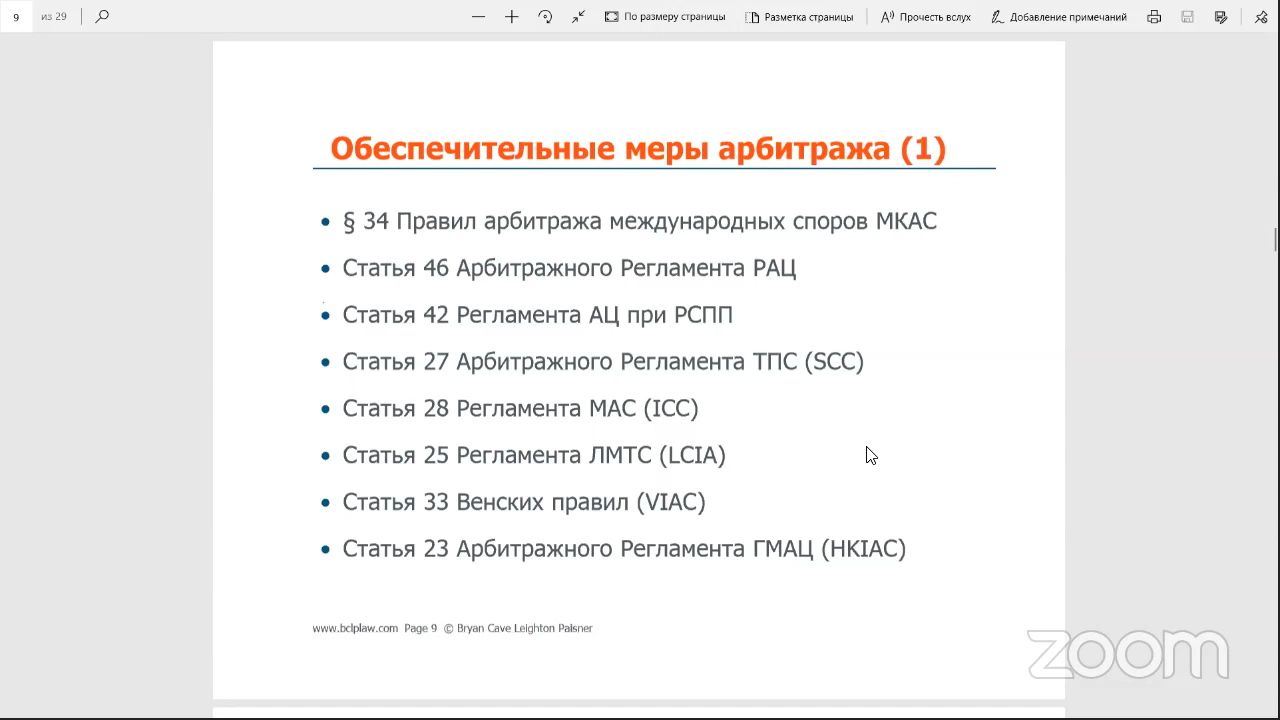 9 из 29 По размеру страницы Разметка страницы Прочесть вслух Добавление примечаний
Обеспечительные меры арбитража (1)
• § 34 Правил арбитража международных споров МКАС
• Статья 46 Арбитражного Регламента РАЦ
• Статья 42 Регламента АЦ при РСПП
• Статья 27 Арбитражного Регламента ТПС (SCC)
• Статья 28 Регламента МАС (ICC)
• Статья 25 Регламента ЛМТС (LCIA)
• Статья 33 Венских правил (VIAC)
• Статья 23 Арбитражного Регламента ГМАЦ (HKIAC)
www.bclplaw.com Page 9 © Bryan Cave Leighton Paisner
zoom